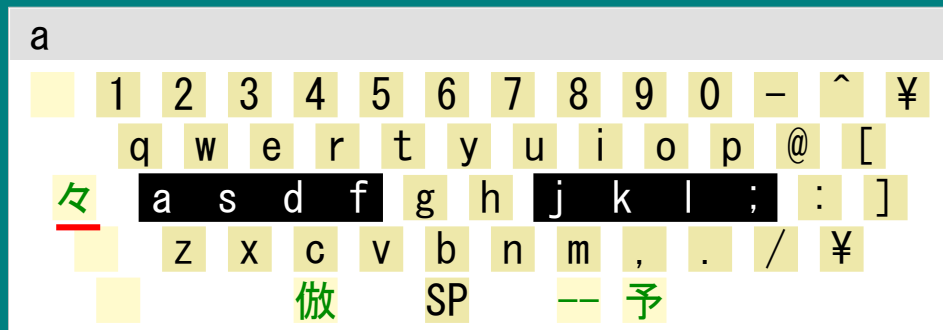 a
1 2 3 4 5 6 7 8 9 0 - ^ ¥
q w e r t y u i o p @ [
々 a s d f g h j k l ; : ]
z x c v b n m , . / ¥
倣 SP -- 予